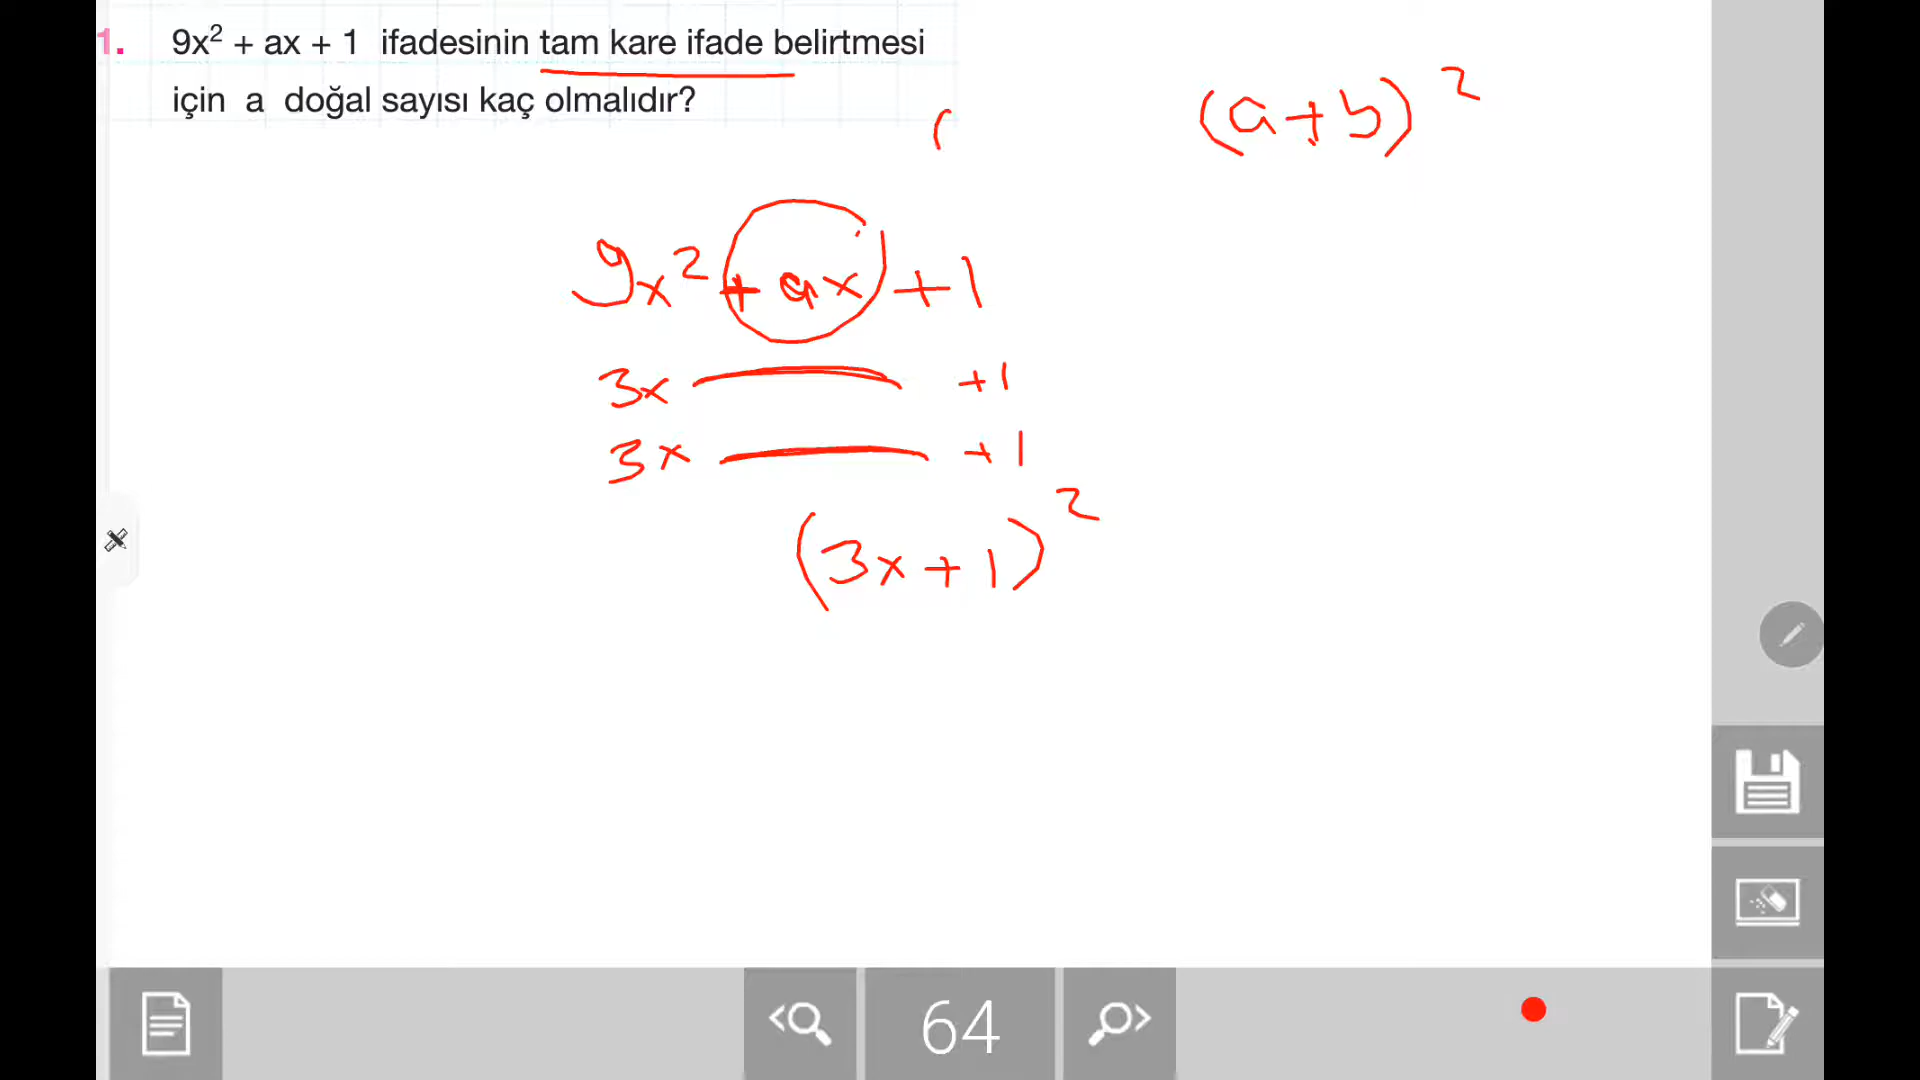 1. 9x² + ax + 1 ifadesinin tam kare ifade belirtmesi
için a doğal sayısı kaç olmalıdır?
(
(a+b)²
9x² + ax + 1
3x +1
3x +1
(3x+1)²
64